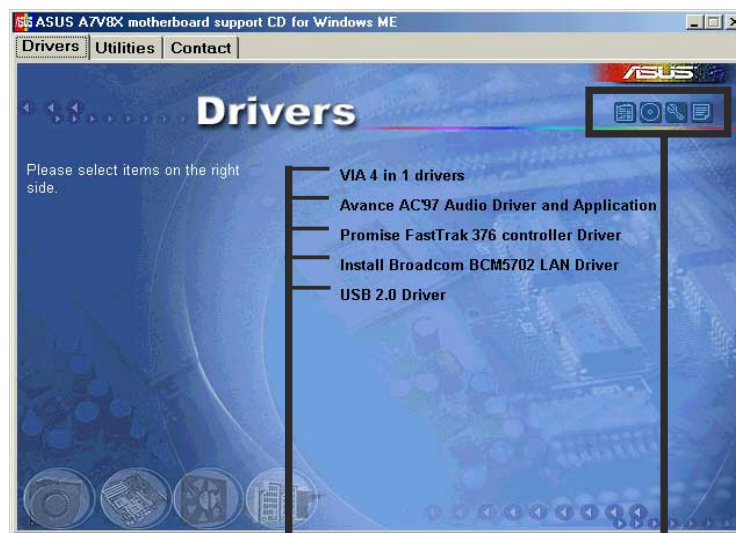 ASUS A7V8X motherboard support CD for Windows ME
Drivers Utilities Contact
ASUS
Drivers
Please select items on the right
side.
VIA 4 in 1 drivers
Avance AC'97 Audio Driver and Application
Promise FastTrak 376 controller Driver
Install Broadcom BCM5702 LAN Driver
USB 2.0 Driver